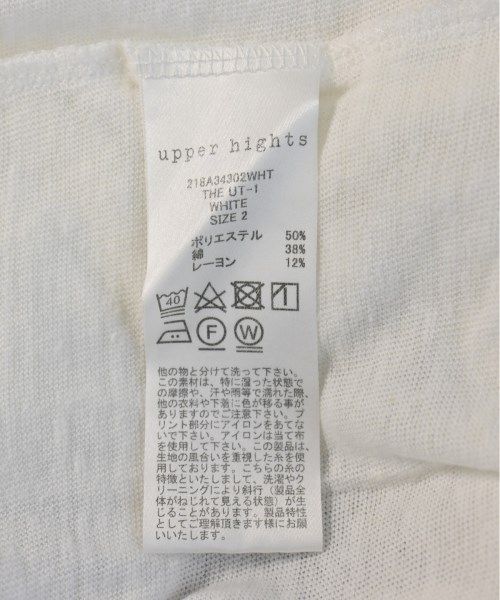 upper hights
218A34302WHT
THE UT-I
WHITE
SIZE 2
ポリエステル 50%
綿 38%
レーヨン 12%
40
F W
他の物と分けて洗って下さい。
この素材は、特に湿った状態で
の摩擦や、汗や雨等で濡れた際、
他の衣料や下着に色が移る事が
ありますのでご注意下さい。プ
リント部分にアイロンをあてな
いで下さい。アイロンは当て布
を使用して下さい。この製品は、
生地の風合いを重視した糸を使
用しております。こちらの糸の
特徴といたしまして、洗濯やク
リーニングにより斜行（製品全
体がねじれて見える状態）が生
じることがあります。製品特性
としてご理解頂きます様にお願
いいたします。